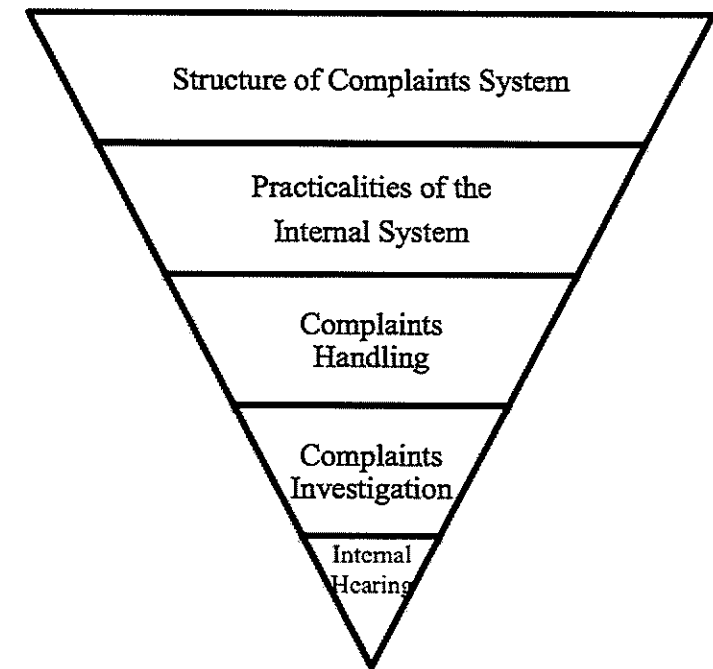 Structure of Complaints System
Practicalities of the
Internal System
Complaints
Handling
Complaints
Investigation
Internal
Hearing